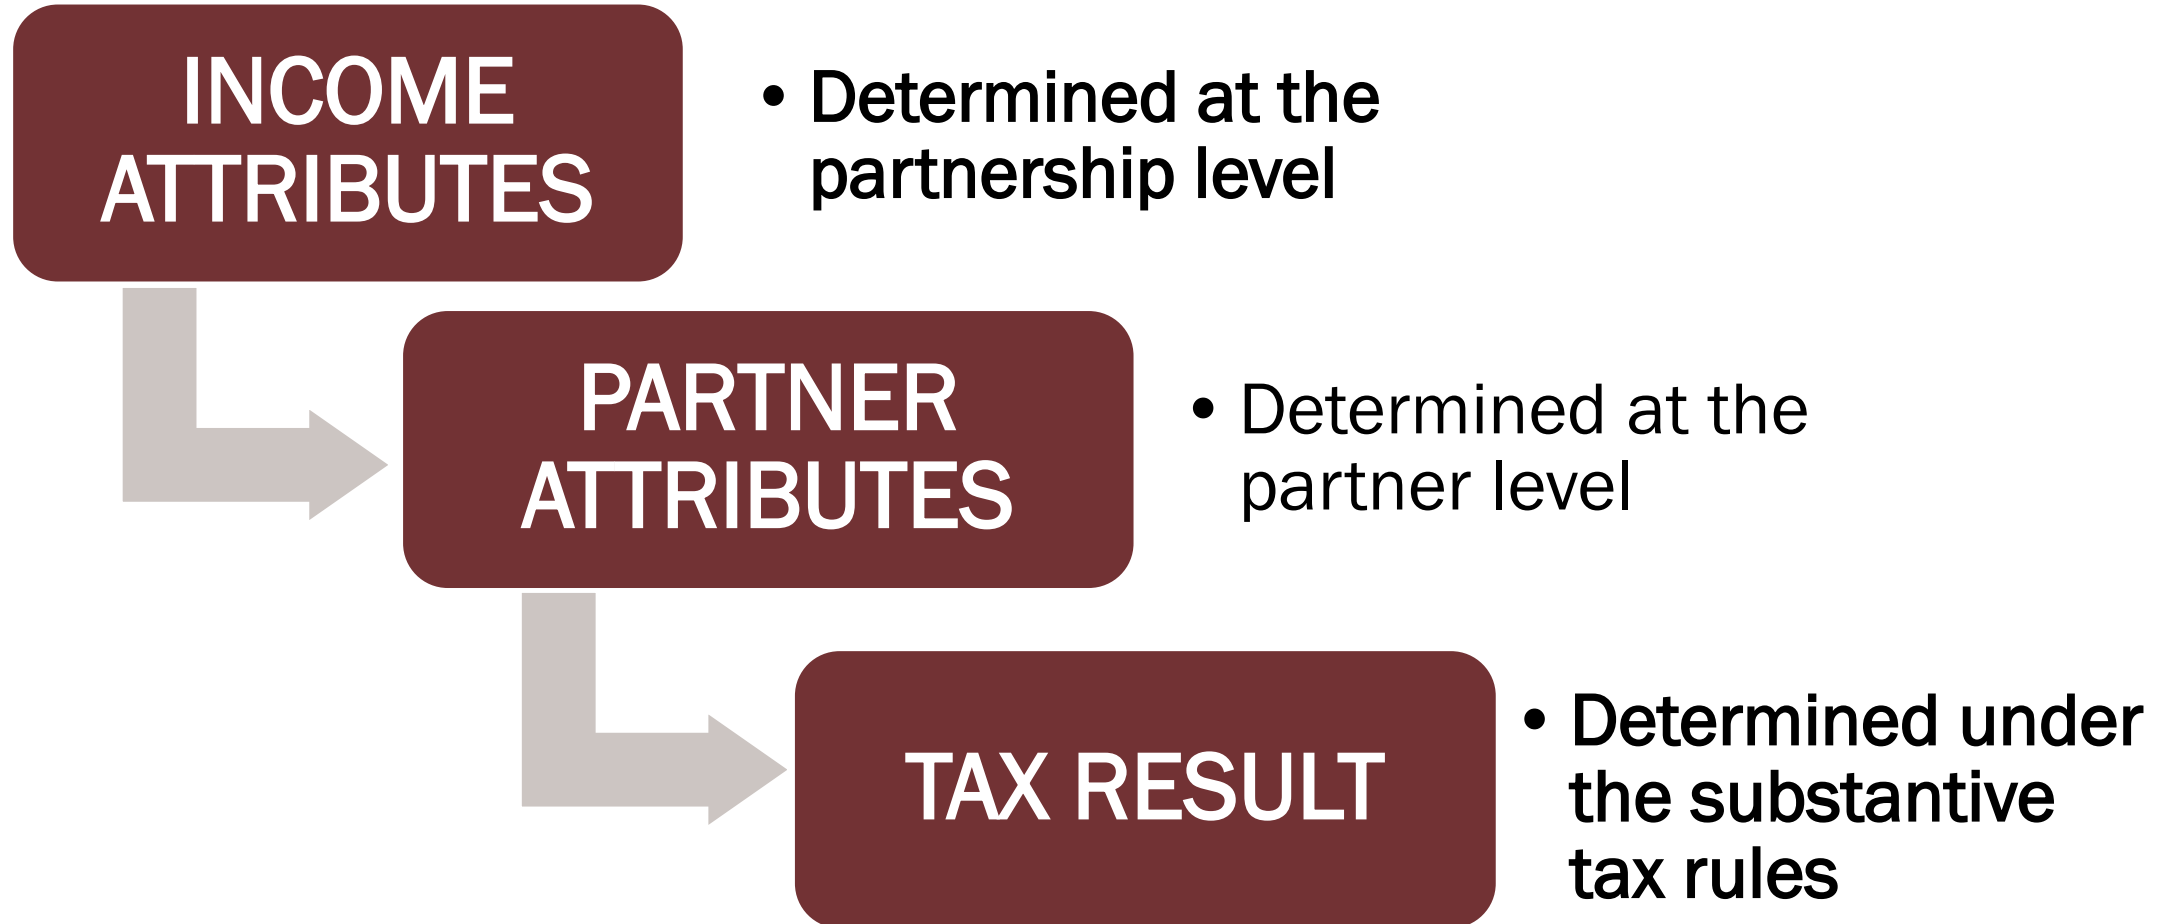 INCOME
ATTRIBUTES
• Determined at the
partnership level
PARTNER
ATTRIBUTES
• Determined at the
partner level
TAX RESULT
• Determined under
the substantive
tax rules